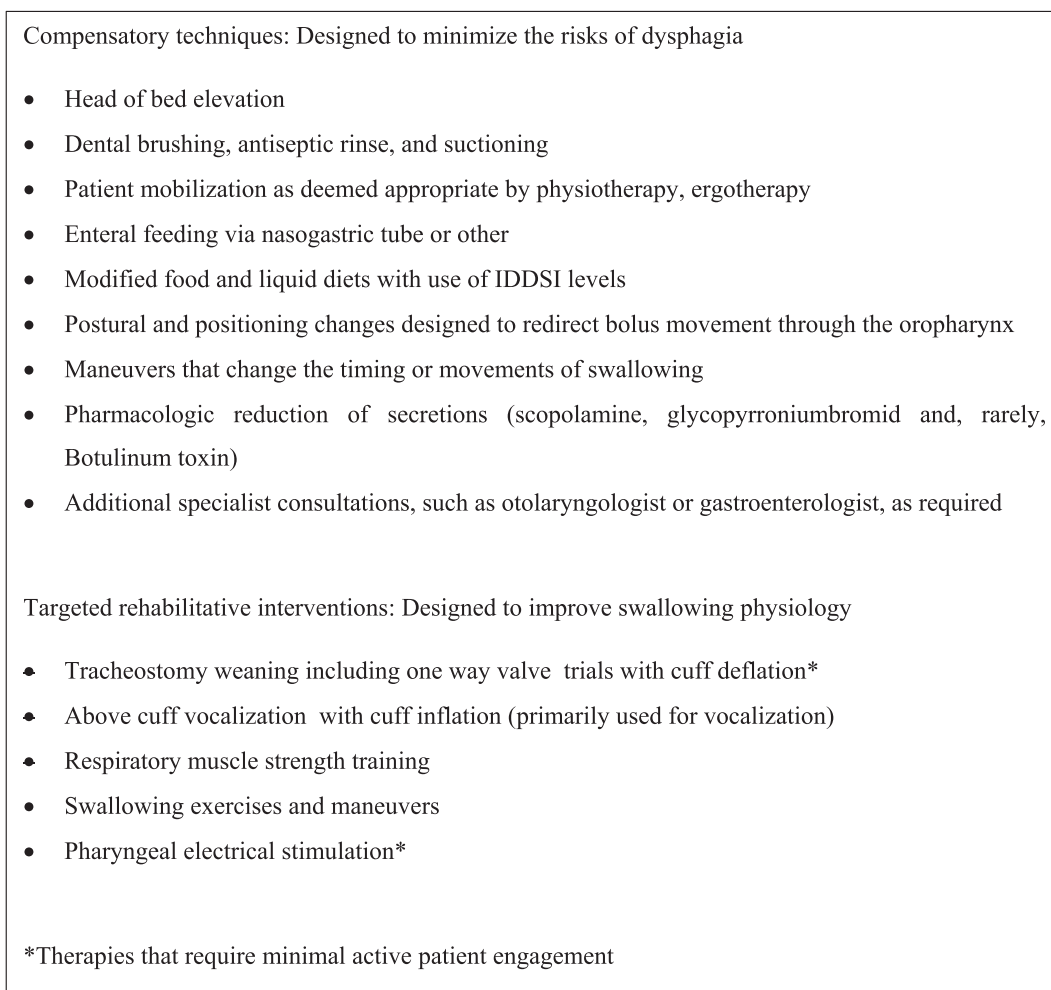 Compensatory techniques: Designed to minimize the risks of dysphagia
• Head of bed elevation
• Dental brushing, antiseptic rinse, and suctioning
• Patient mobilization as deemed appropriate by physiotherapy, ergotherapy
• Enteral feeding via nasogastric tube or other
• Modified food and liquid diets with use of IDDSI levels
• Postural and positioning changes designed to redirect bolus movement through the oropharynx
• Maneuvers that change the timing or movements of swallowing
• Pharmacologic reduction of secretions (scopolamine, glycopyrroniumbromid and, rarely,
Botulinum toxin)
• Additional specialist consultations, such as otolaryngologist or gastroenterologist, as required
Targeted rehabilitative interventions: Designed to improve swallowing physiology
• Tracheostomy weaning including one way valve trials with cuff deflation*
• Above cuff vocalization with cuff inflation (primarily used for vocalization)
• Respiratory muscle strength training
• Swallowing exercises and maneuvers
• Pharyngeal electrical stimulation*
*Therapies that require minimal active patient engagement